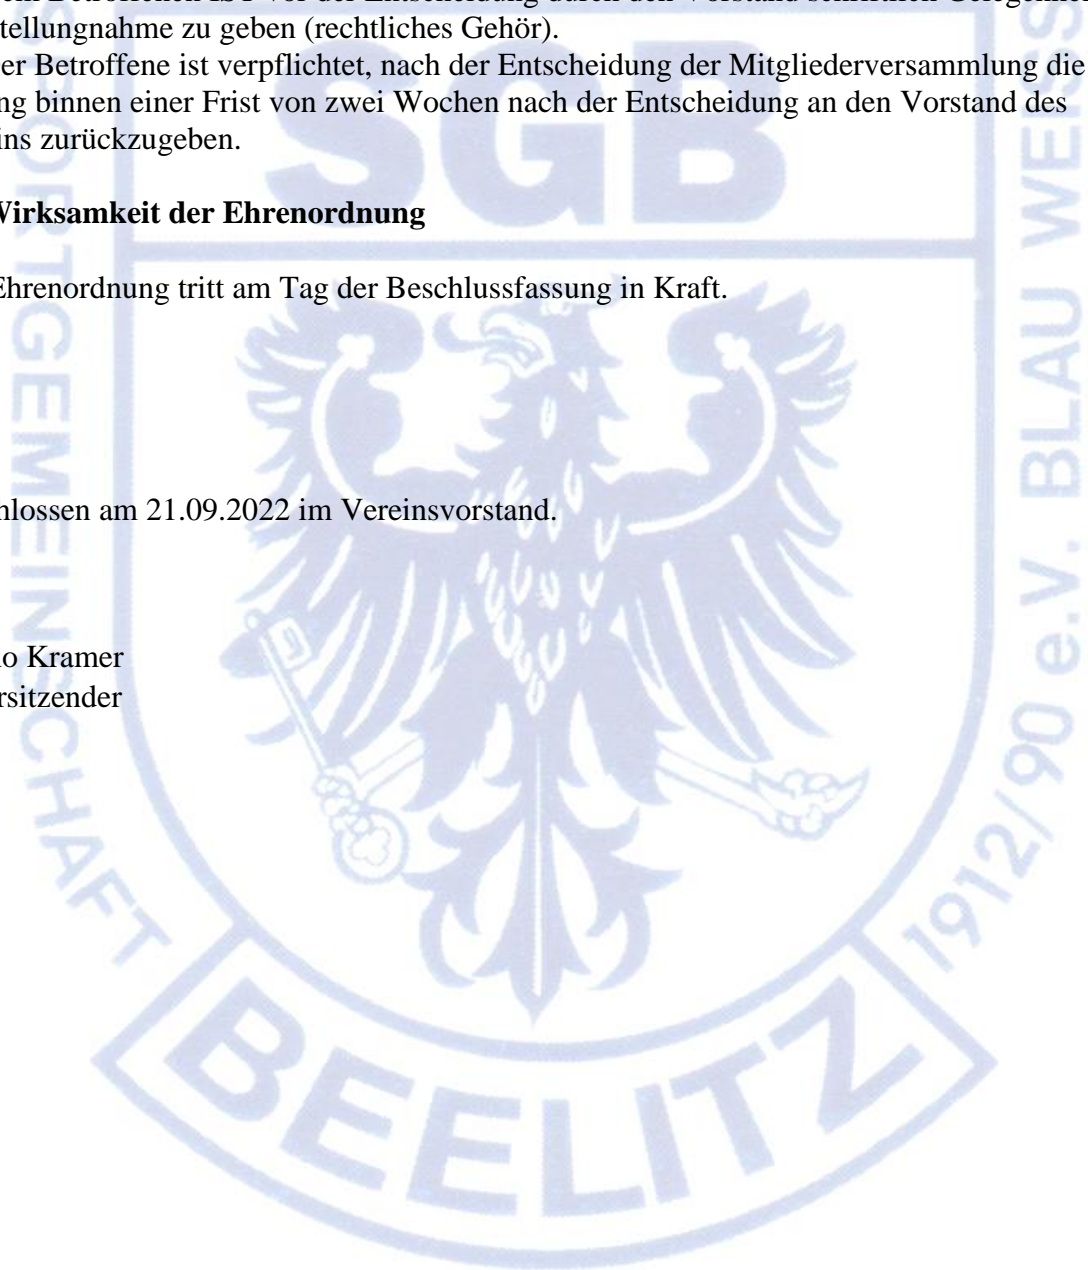 tellungnahme zu geben (rechtliches Gehör).
er Betroffene ist verpflichtet, nach der Entscheidung der Mitgliederversammlung die
ng binnen einer Frist von zwei Wochen nach der Entscheidung an den Vorstand des
ins zurückzugeben.
Wirksamkeit der Ehrenordnung
Ehrenordnung tritt am Tag der Beschlussfassung in Kraft.
hlossen am 21.09.2022 im Vereinsvorstand.
o Kramer
rsitzender
SGB
SPORTGEMEINSCHAFT
BLAU WEISS
1912/90 e.V.
BEELITZ